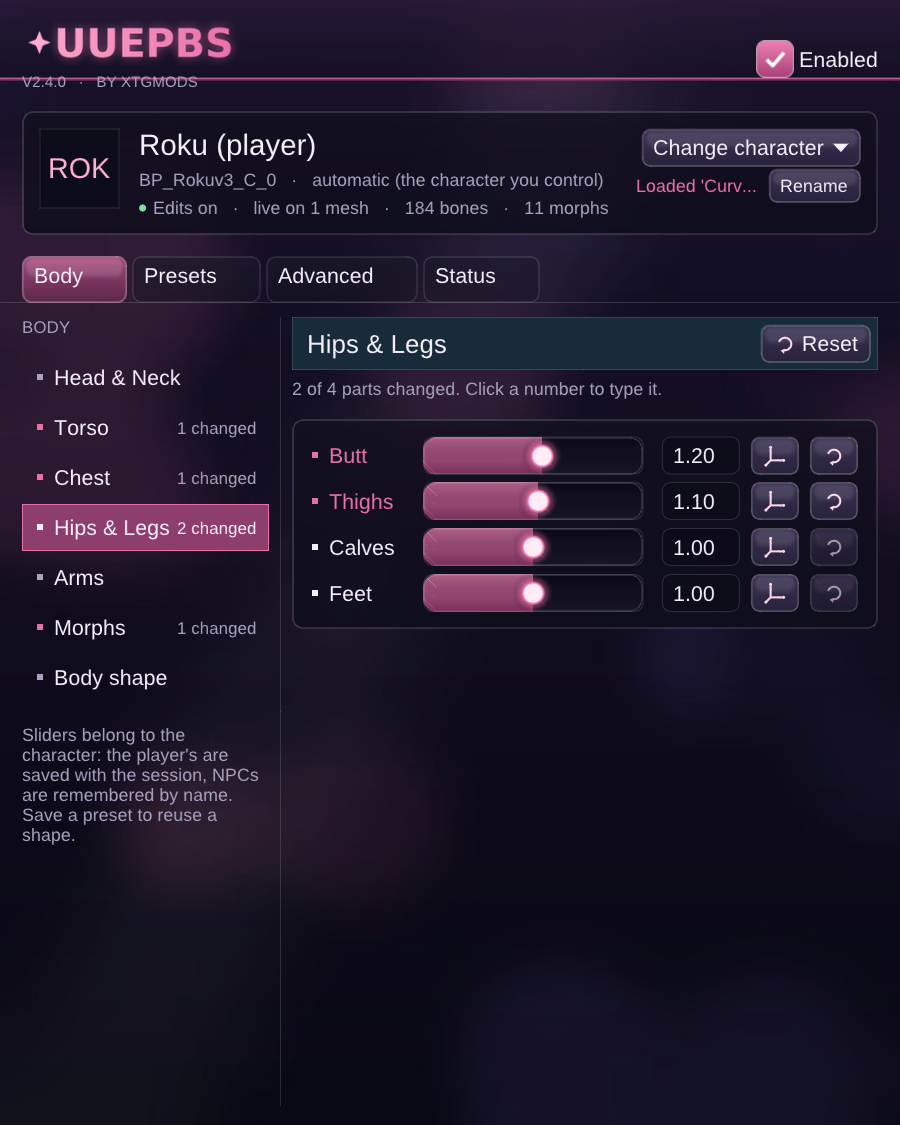 UUEPBS
V2.4.0 · BY XTGMODS
Enabled
ROK
Roku (player)
BP_Rokuv3_C_0 · automatic (the character you control)
Edits on · live on 1 mesh · 184 bones · 11 morphs
Change character
Loaded 'Curv...
Rename
Body
Presets
Advanced
Status
BODY
Head & Neck
Torso 1 changed
Chest 1 changed
Hips & Legs 2 changed
Arms
Morphs 1 changed
Body shape
Sliders belong to the
character: the player's are
saved with the session, NPCs
are remembered by name.
Save a preset to reuse a
shape.
Hips & Legs
Reset
2 of 4 parts changed. Click a number to type it.
Butt 1.20
Thighs 1.10
Calves 1.00
Feet 1.00